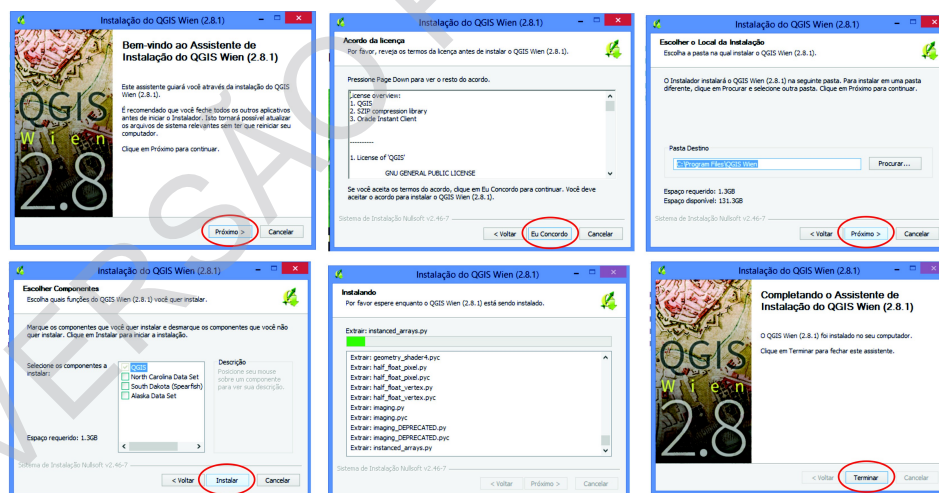 Instalação do QGIS Wien (2.8.1)
QGIS
Wien
2.8
Bem-vindo ao Assistente de
Instalação do QGIS Wien (2.8.1)
Este assistente guiará você através da instalação do QGIS
Wien (2.8.1).
É recomendado que você feche todos os outros aplicativos
antes de iniciar o Instalador. Isto tornará possível atualizar
os arquivos de sistema relevantes sem ter que reiniciar seu
computador.
Clique em Próximo para continuar.
Próximo >
Cancelar
Instalação do QGIS Wien (2.8.1)
Acordo da licença
Por favor, reveja os termos da licença antes de instalar o QGIS Wien (2.8.1).
Pressione Page Down para ver o resto do acordo.
License overview:
1. QGIS
2. SZIP compression library
3. Oracle Instant Client
----------
1. License of 'QGIS'
GNU GENERAL PUBLIC LICENSE
Se você aceita os termos do acordo, clique em Eu Concordo para continuar. Você deve
aceitar o acordo para instalar o QGIS Wien (2.8.1).
Sistema de Instalação Nullsoft v2.46-7
< Voltar
Eu Concordo
Cancelar
Instalação do QGIS Wien (2.8.1)
Escolher o Local da Instalação
Escolha a pasta na qual instalar o QGIS Wien (2.8.1).
O Instalador instalará o QGIS Wien (2.8.1) na seguinte pasta. Para instalar em uma pasta
diferente, clique em Procurar e selecione outra pasta. Clique em Próximo para continuar.
Pasta Destino
C:\Program Files\QGIS Wien
Procurar...
Espaço requerido: 1.3GB
Espaço disponível: 131.3GB
Sistema de Instalação Nullsoft v2.46-7
< Voltar
Próximo >
Cancelar
Instalação do QGIS Wien (2.8.1)
Escolher Componentes
Escolha quais funções do QGIS Wien (2.8.1) você quer instalar.
Marque os componentes que você quer instalar e desmarque os componentes que você não
quer instalar. Clique em Instalar para iniciar a instalação.
Selecione os componentes a
instalar:
QGIS
North Carolina Data Set
South Dakota (Spearfish)
Alaska Data Set
Descrição
Posicione seu mouse
sobre um componente
para ver sua descrição.
Espaço requerido: 1.3GB
Sistema de Instalação Nullsoft v2.46-7
< Voltar
Instalar
Cancelar
Instalação do QGIS Wien (2.8.1)
Instalando
Por favor espere enquanto o QGIS Wien (2.8.1) está sendo instalado.
Extrair: instanced_arrays.py
Extrair: geometry_shader4.pyc
Extrair: half_float_pixel.py
Extrair: half_float_pixel.pyc
Extrair: half_float_vertex.py
Extrair: half_float_vertex.pyc
Extrair: imaging.py
Extrair: imaging.pyc
Extrair: imaging_DEPRECATED.py
Extrair: imaging_DEPRECATED.pyc
Extrair: instanced_arrays.py
Sistema de Instalação Nullsoft v2.46-7
< Voltar
Próximo >
Cancelar
Instalação do QGIS Wien (2.8.1)
QGIS
Wien
2.8
Completando o Assistente de
Instalação do QGIS Wien (2.8.1)
O QGIS Wien (2.8.1) foi instalado no seu computador.
Clique em Terminar para fechar este assistente.
< Voltar
Terminar
Cancelar
VERSÃO